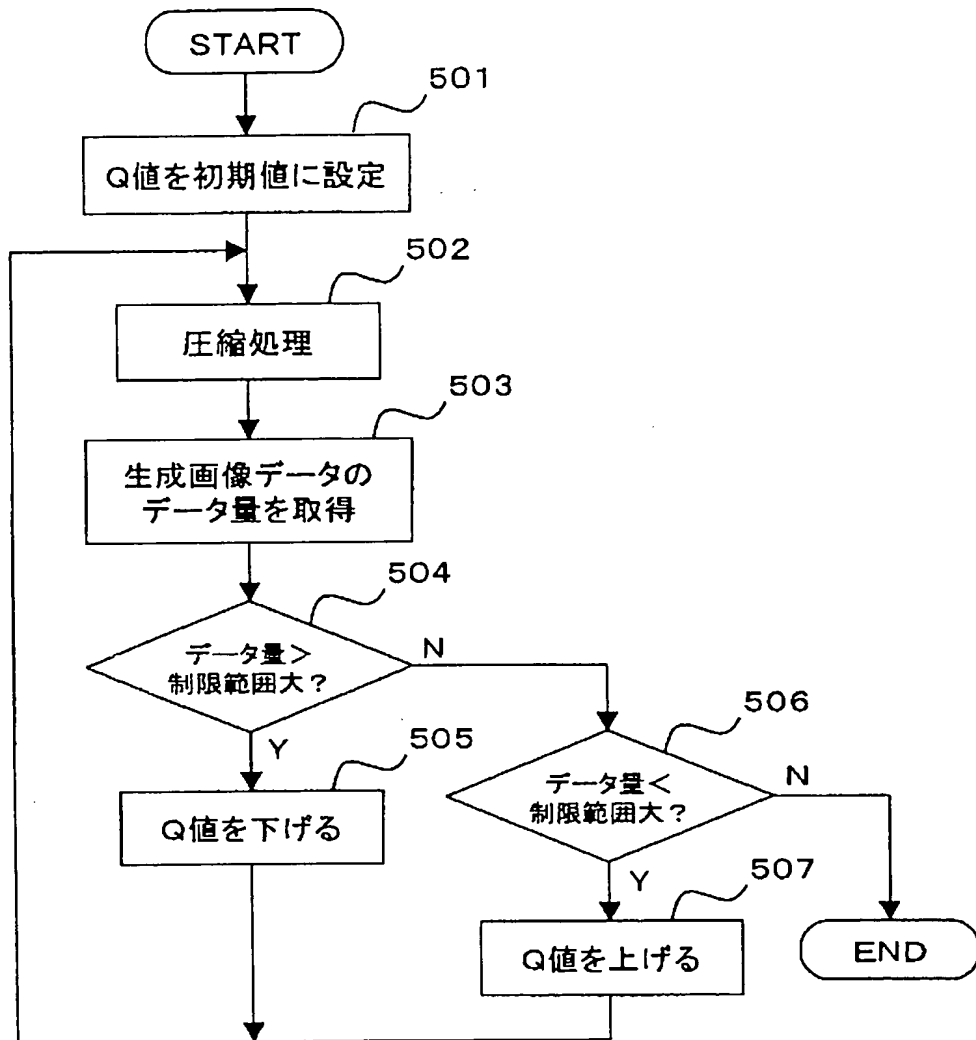 START
501
Q値を初期値に設定
502
圧縮処理
503
生成画像データの
データ量を取得
504
データ量>
制限範囲大?
N
Y
505
Q値を下げる
506
データ量<
制限範囲大?
N
Y
507
Q値を上げる
END